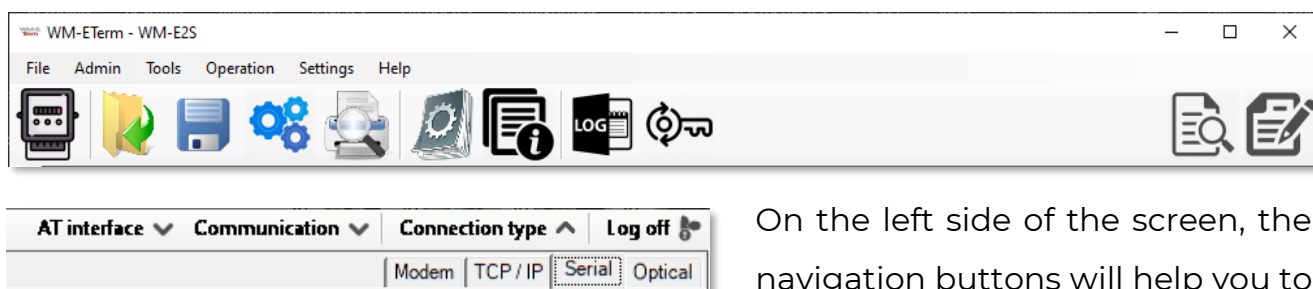 WM-ETerm - WM-E2S
File Admin Tools Operation Settings Help
LOG
AT interface Communication Connection type Log off
Modem TCP / IP Serial Optical
On the left side of the screen, the
navigation buttons will help you to